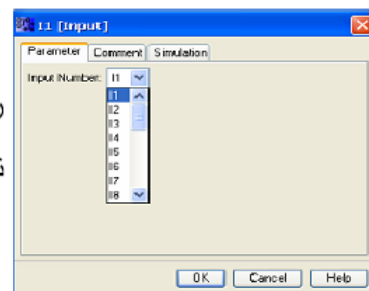 I1 [Input]
Parameter Comment Simulation
Input Number: I1
I1
I2
I3
I4
I5
I6
I7
I8
OK Cancel Help